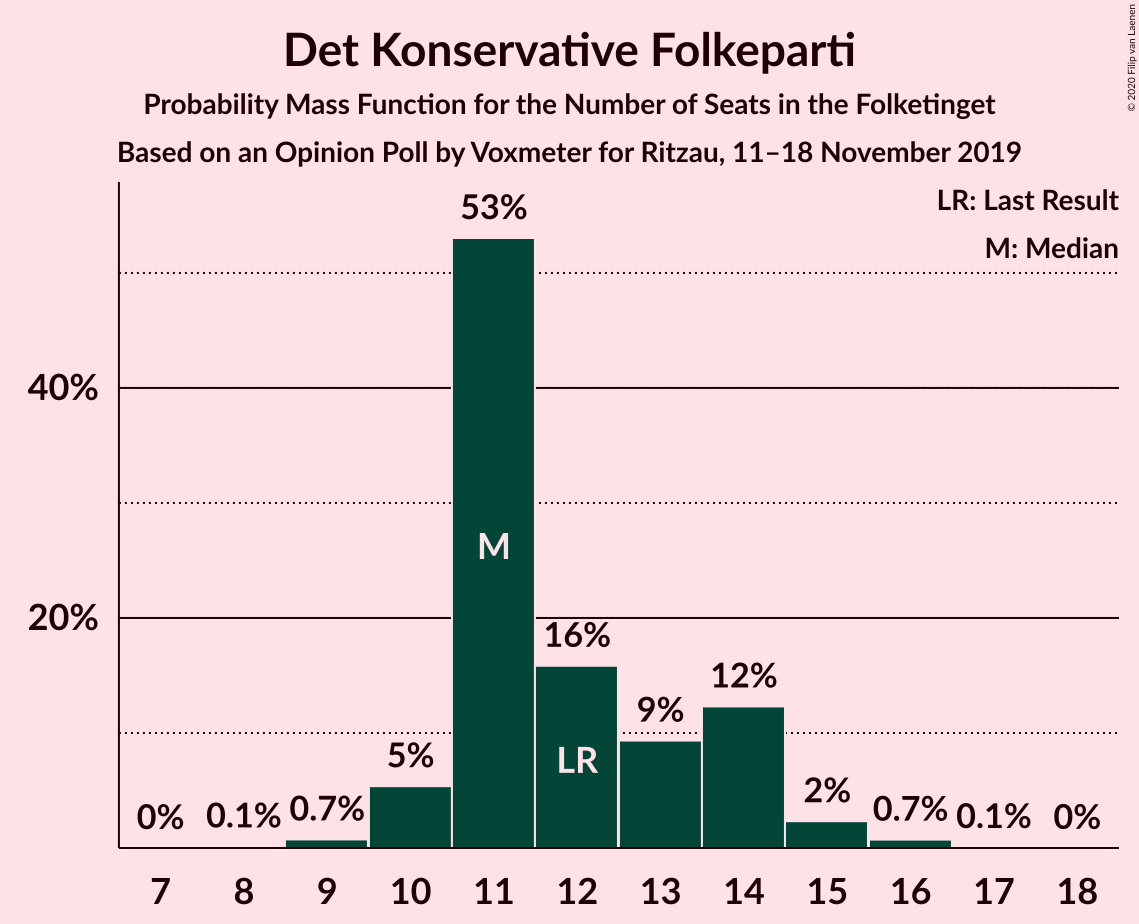 Det Konservative Folkeparti
Probability Mass Function for the Number of Seats in the Folketinget
Based on an Opinion Poll by Voxmeter for Ritzau, 11–18 November 2019
© 2020 Filip van Laenen
LR: Last Result
M: Median
53%
40%
M
20%
16%
12%
9%
LR
5%
2%
0% 0.1% 0.7% 0.7% 0.1% 0%
7 8 9 10 11 12 13 14 15 16 17 18